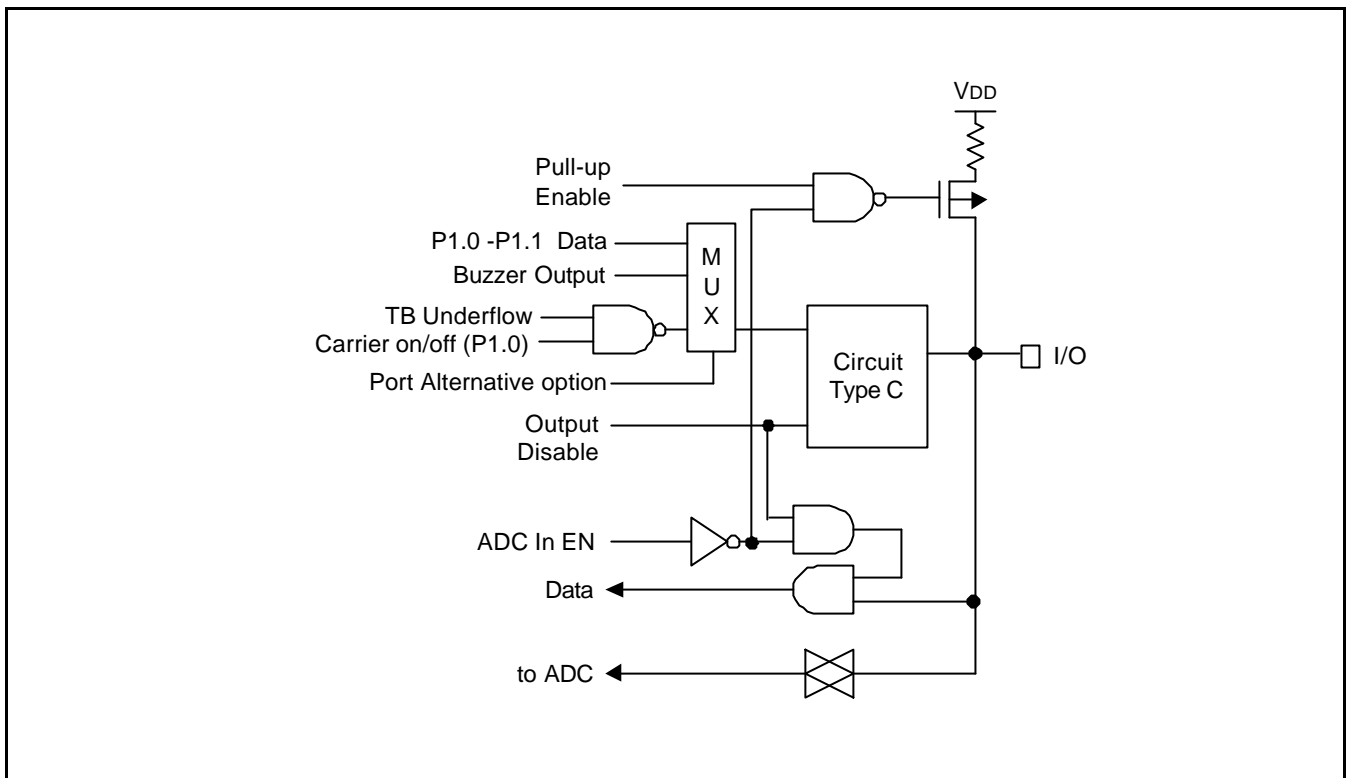 VDD
Pull-up
Enable
P1.0 -P1.1 Data
Buzzer Output
M
U
X
TB Underflow
Carrier on/off (P1.0)
Port Alternative option
Circuit
Type C
I/O
Output
Disable
ADC In EN
Data
to ADC